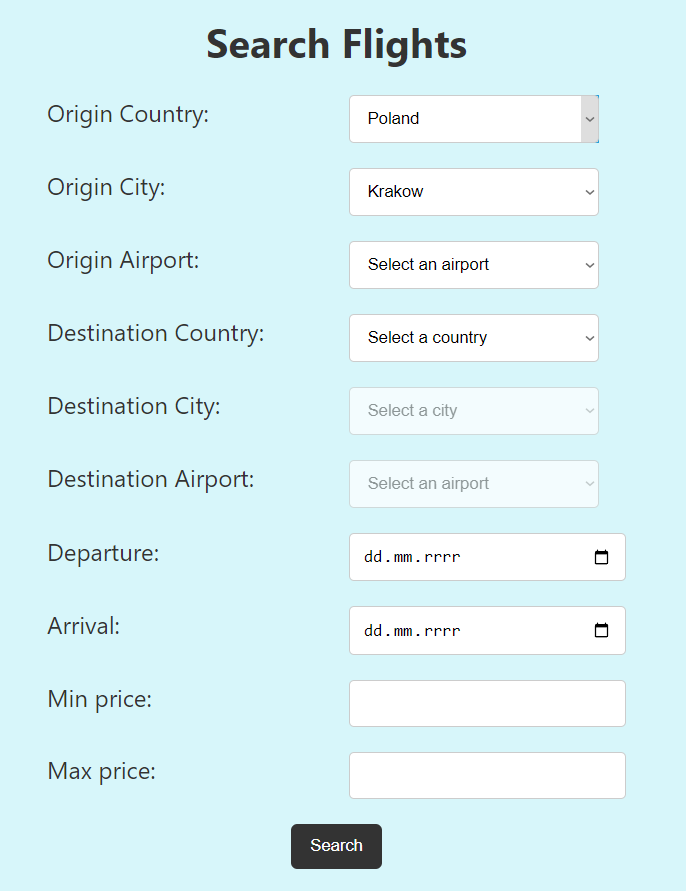 Search Flights
Origin Country: Poland
Origin City: Krakow
Origin Airport: Select an airport
Destination Country: Select a country
Destination City: Select a city
Destination Airport: Select an airport
Departure: dd.mm.rrrr
Arrival: dd.mm.rrrr
Min price:
Max price:
Search